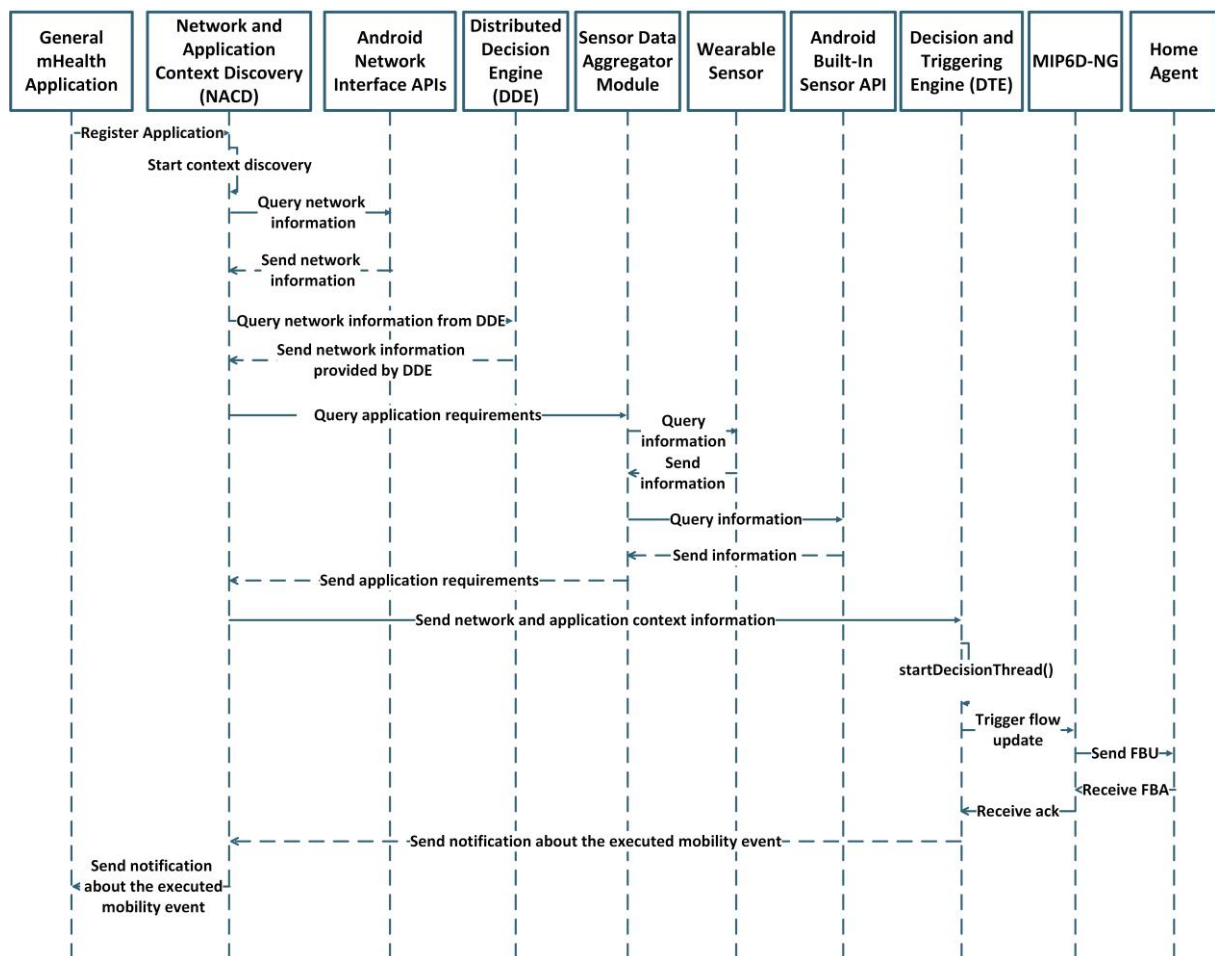 General
mHealth
Application
Network and
Application
Context Discovery
(NACD)
Android
Network
Interface APIs
Distributed
Decision
Engine
(DDE)
Sensor Data
Aggregator
Module
Wearable
Sensor
Android
Built-In
Sensor API
Decision and
Triggering
Engine (DTE)
MIP6D-NG
Home
Agent
Register Application
Start context discovery
Query network
information
Send network
information
Query network information from DDE
Send network information
provided by DDE
Query application requirements
Query
information
Send
information
Query information
Send information
Send application requirements
Send network and application context information
startDecisionThread()
Trigger flow
update
Send FBU
Receive FBA
Receive ack
Send notification about the executed mobility event
Send notification
about the executed
mobility event